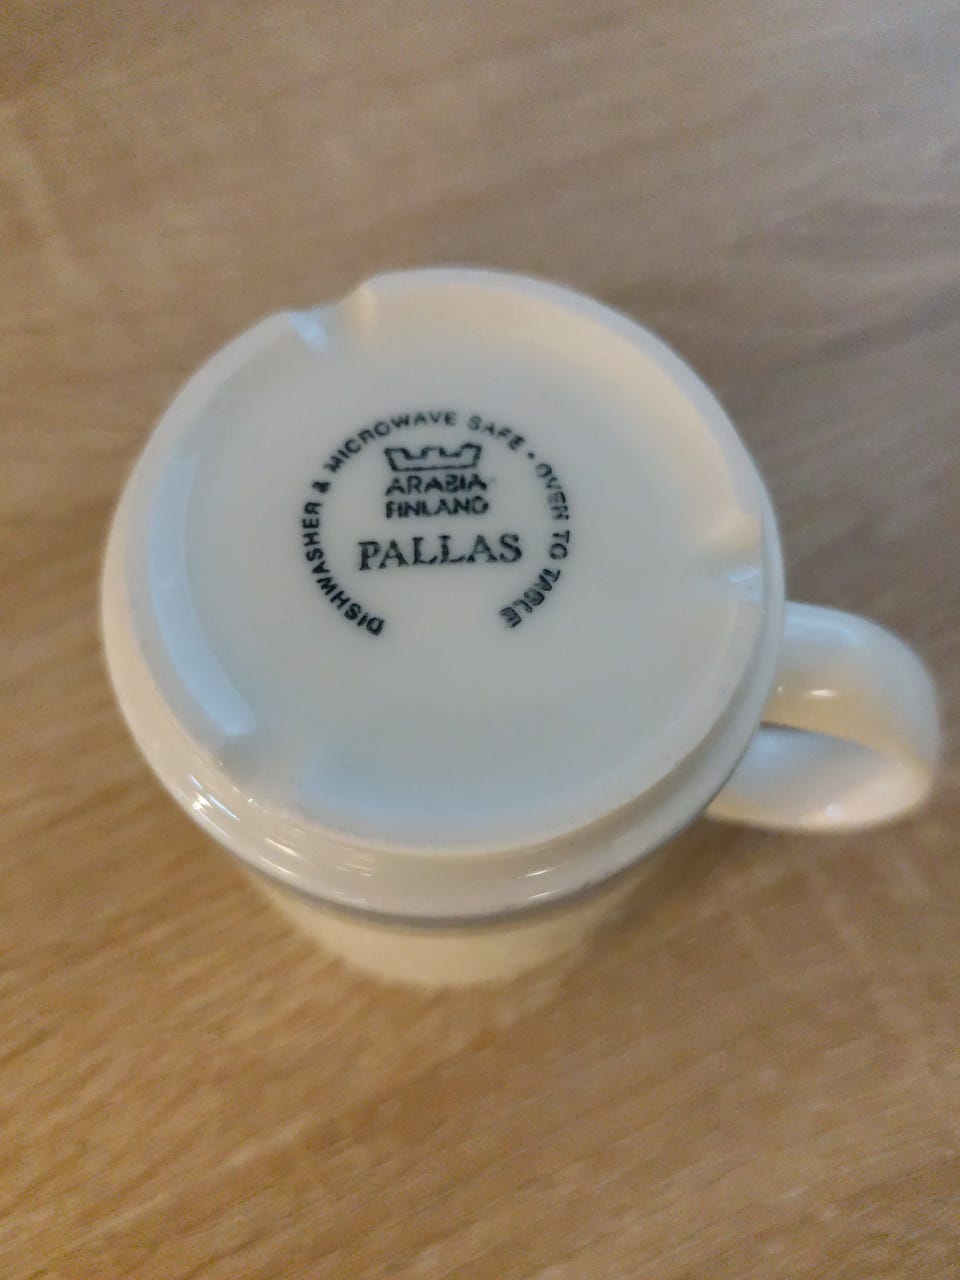 DISHWASHER & MICROWAVE SAFE • OVEN TO TABLE
ARABIA
FINLAND
PALLAS